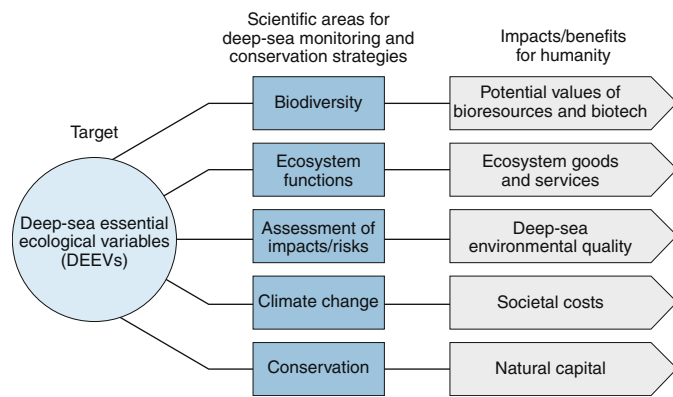 Scientific areas for
deep-sea monitoring and
conservation strategies
Impacts/benefits
for humanity
Target
Deep-sea essential
ecological variables
(DEEVs)
Biodiversity
Potential values of
bioresources and biotech
Ecosystem
functions
Ecosystem goods
and services
Assessment of
impacts/risks
Deep-sea
environmental quality
Climate change
Societal costs
Conservation
Natural capital